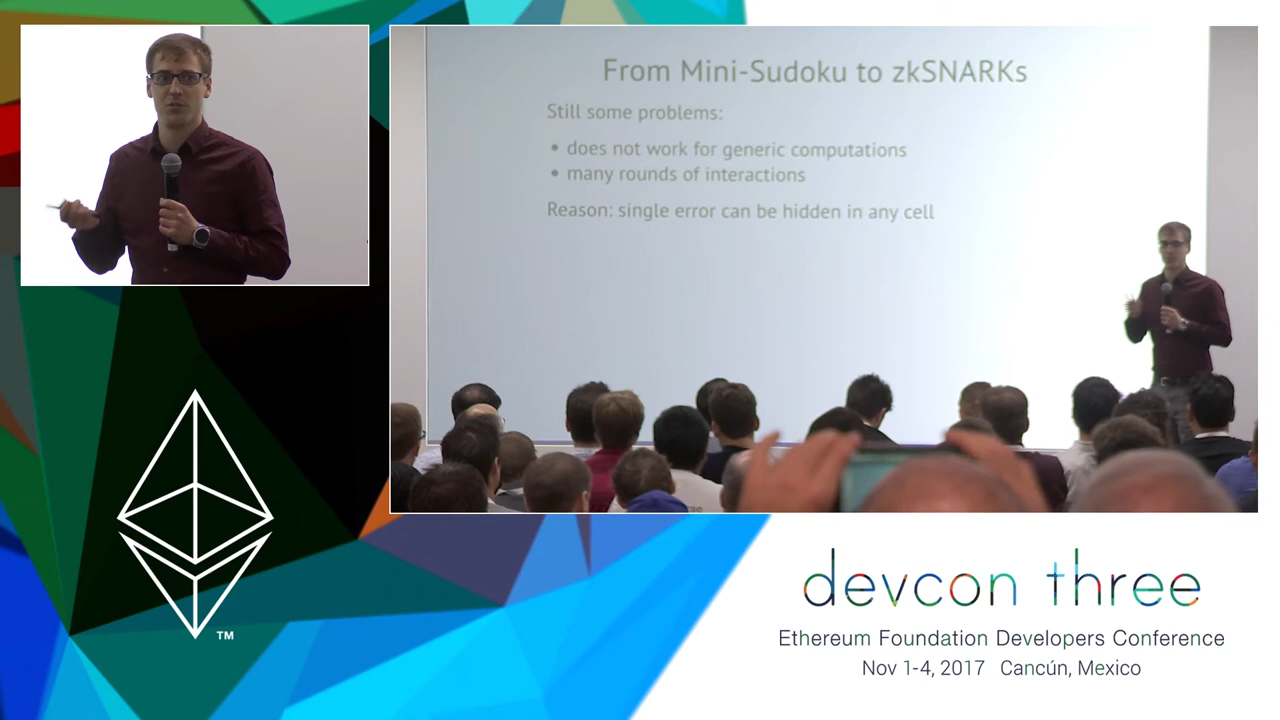 From Mini-Sudoku to zkSNARKs
Still some problems:
• does not work for generic computations
• many rounds of interactions
Reason: single error can be hidden in any cell
TM
devcon three
Ethereum Foundation Developers Conference
Nov 1-4, 2017 Cancún, Mexico